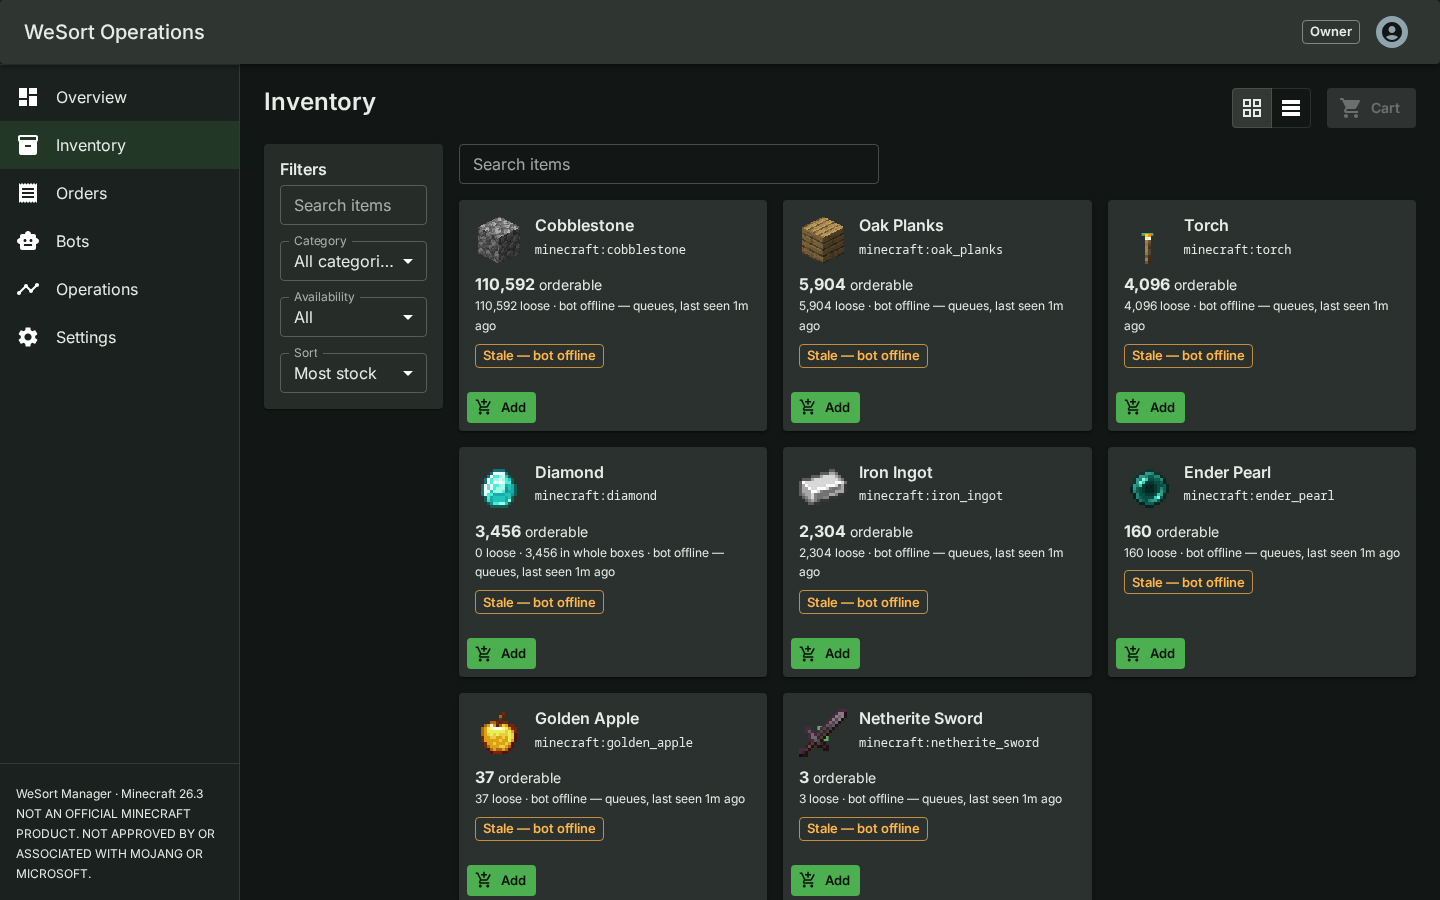 WeSort Operations
Owner
Overview
Inventory
Orders
Bots
Operations
Settings
WeSort Manager · Minecraft 26.3
NOT AN OFFICIAL MINECRAFT
PRODUCT. NOT APPROVED BY OR
ASSOCIATED WITH MOJANG OR
MICROSOFT.
Inventory
Cart
Filters
Search items
Category
All categori...
Availability
All
Sort
Most stock
Search items
Cobblestone
minecraft:cobblestone
110,592 orderable
110,592 loose · bot offline — queues, last seen 1m
ago
Stale — bot offline
Add
Oak Planks
minecraft:oak_planks
5,904 orderable
5,904 loose · bot offline — queues, last seen 1m
ago
Stale — bot offline
Add
Torch
minecraft:torch
4,096 orderable
4,096 loose · bot offline — queues, last seen 1m
ago
Stale — bot offline
Add
Diamond
minecraft:diamond
3,456 orderable
0 loose · 3,456 in whole boxes · bot offline —
queues, last seen 1m ago
Stale — bot offline
Add
Iron Ingot
minecraft:iron_ingot
2,304 orderable
2,304 loose · bot offline — queues, last seen 1m
ago
Stale — bot offline
Add
Ender Pearl
minecraft:ender_pearl
160 orderable
160 loose · bot offline — queues, last seen 1m ago
Stale — bot offline
Add
Golden Apple
minecraft:golden_apple
37 orderable
37 loose · bot offline — queues, last seen 1m ago
Stale — bot offline
Add
Netherite Sword
minecraft:netherite_sword
3 orderable
3 loose · bot offline — queues, last seen 1m ago
Stale — bot offline
Add